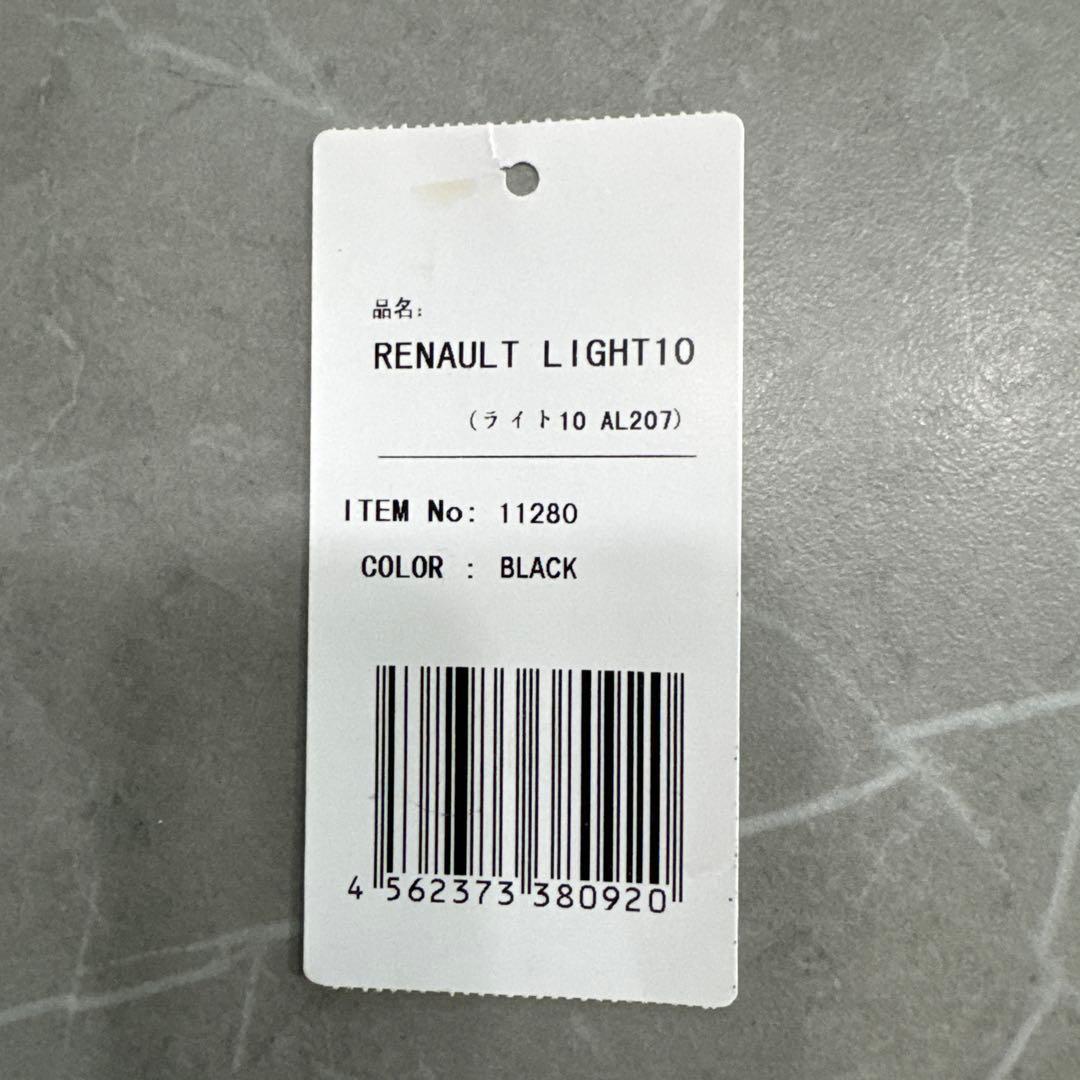 品名:
RENAULT LIGHT10
(ライト10 AL207)
ITEM No: 11280
COLOR : BLACK
4 562373 380920